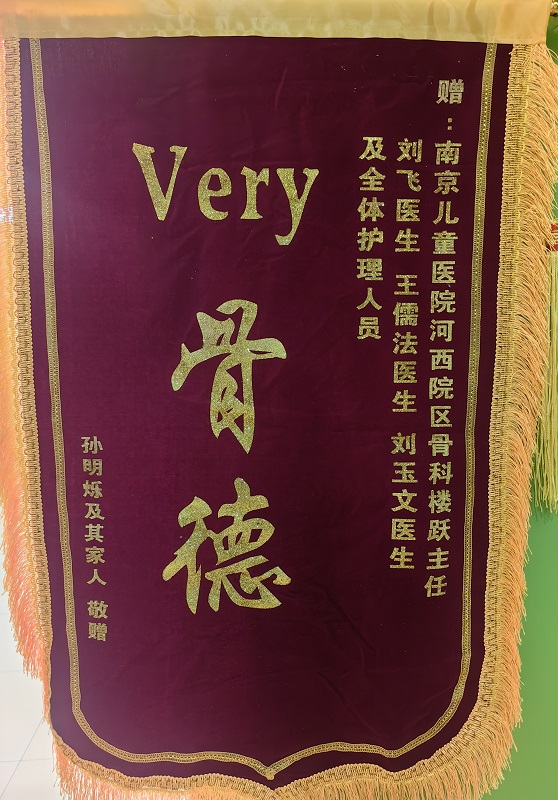 赠：南京儿童医院河西院区骨科楼跃主任
刘飞医生 王儒法医生 刘玉文医生
及全体护理人员
Very
骨
德
孙明烁及其家人 敬赠